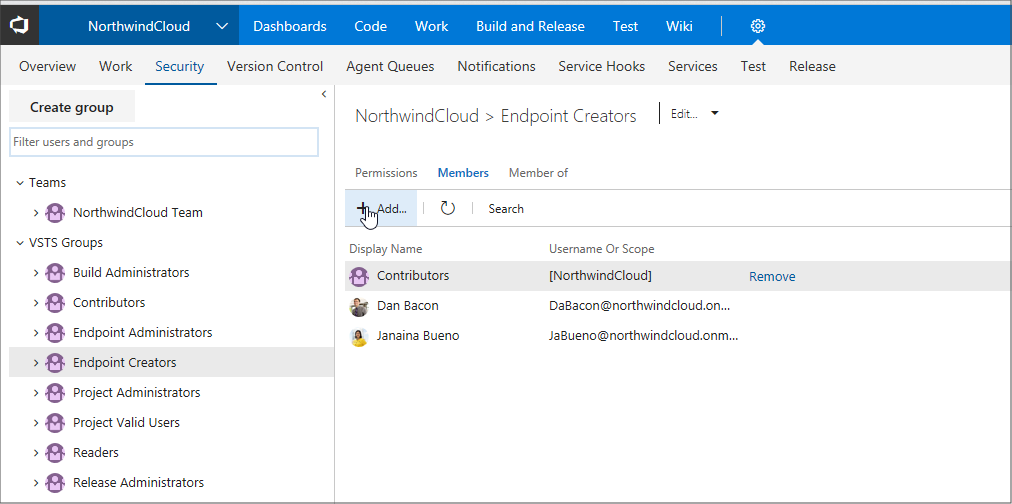 NorthwindCloud Dashboards Code Work Build and Release Test Wiki
Overview Work Security Version Control Agent Queues Notifications Service Hooks Services Test Release
Create group
Filter users and groups
Teams
NorthwindCloud Team
VSTS Groups
Build Administrators
Contributors
Endpoint Administrators
Endpoint Creators
Project Administrators
Project Valid Users
Readers
Release Administrators
NorthwindCloud > Endpoint Creators Edit...
Permissions Members Member of
Add... Search
Display Name Username Or Scope
Contributors [NorthwindCloud] Remove
Dan Bacon DaBacon@northwindcloud.on...
Janaina Bueno JaBueno@northwindcloud.onm...